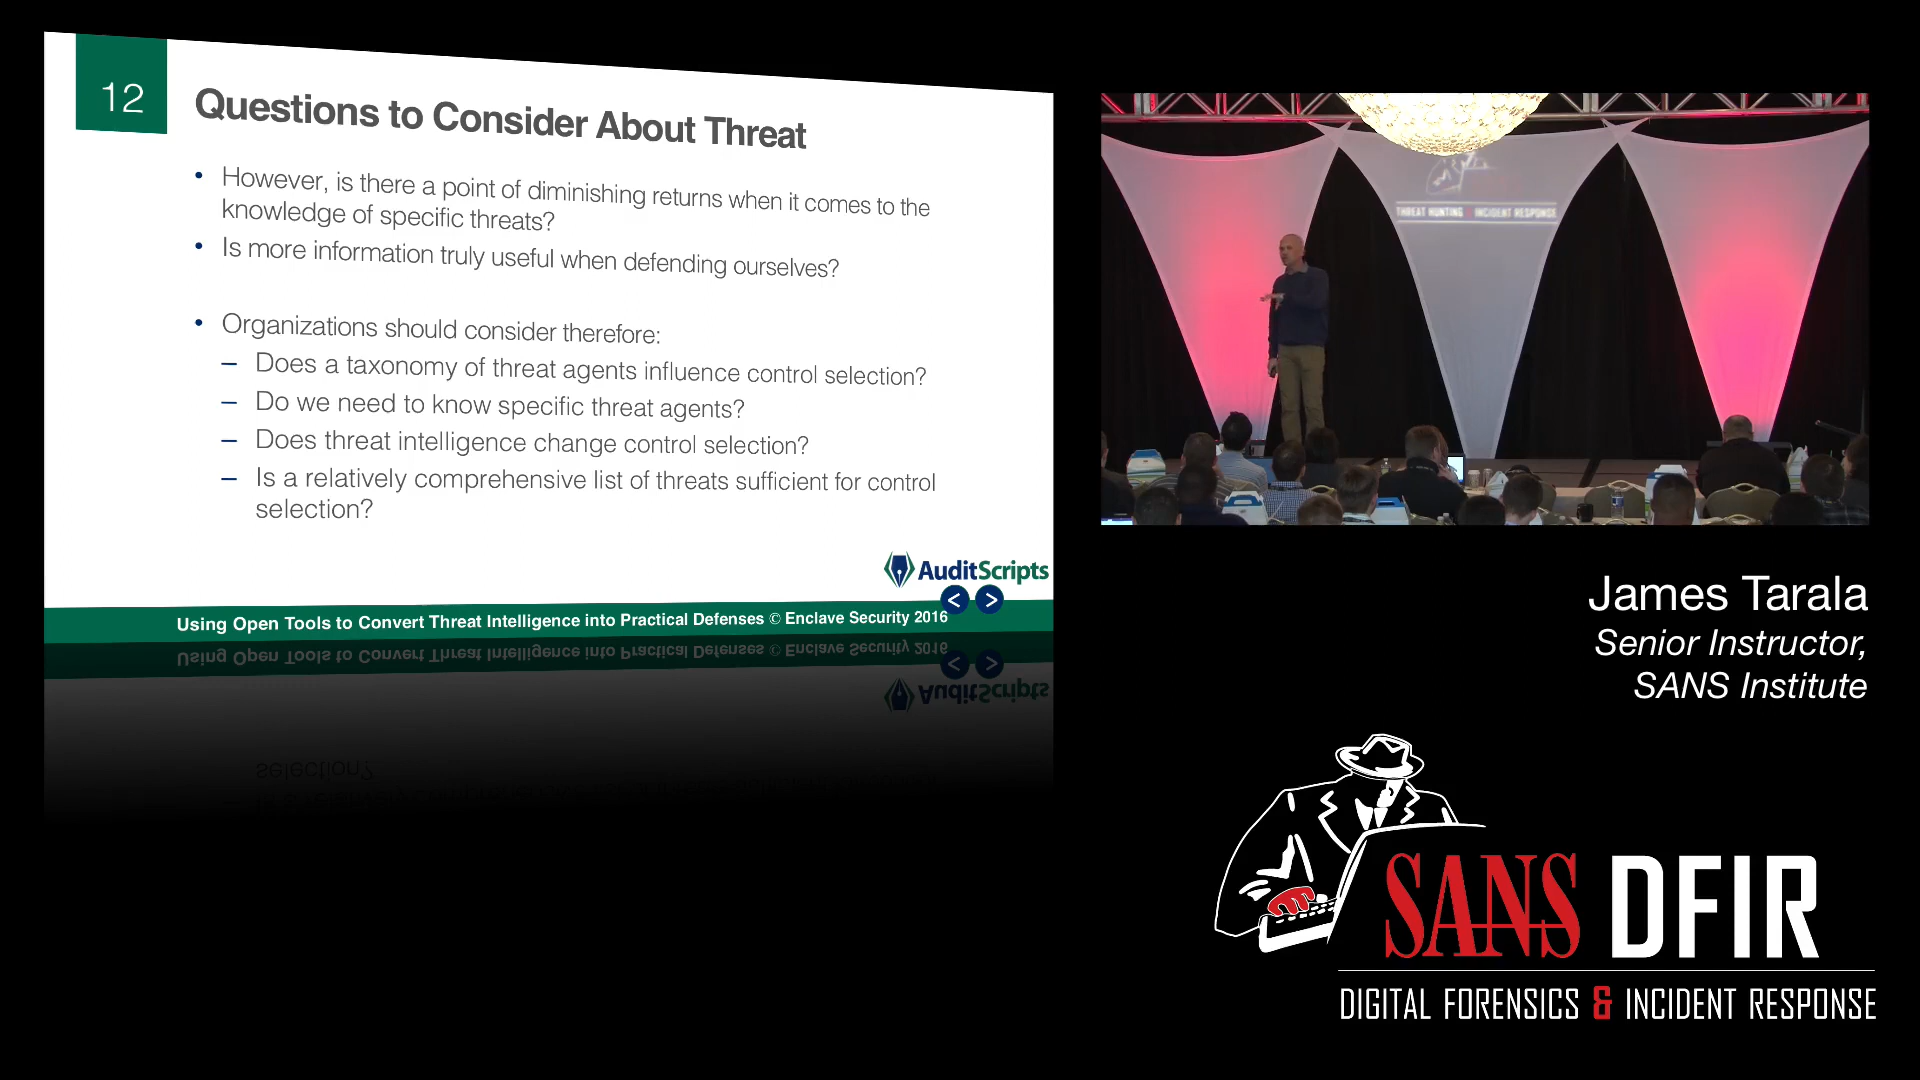 12
Questions to Consider About Threat
• However, is there a point of diminishing returns when it comes to the
knowledge of specific threats?
• Is more information truly useful when defending ourselves?
• Organizations should consider therefore:
– Does a taxonomy of threat agents influence control selection?
– Do we need to know specific threat agents?
– Does threat intelligence change control selection?
– Is a relatively comprehensive list of threats sufficient for control
selection?
AuditScripts
< >
Using Open Tools to Convert Threat Intelligence into Practical Defenses © Enclave Security 2016
THREAT HUNTING & INCIDENT RESPONSE
James Tarala
Senior Instructor,
SANS Institute
SANS DFIR
DIGITAL FORENSICS & INCIDENT RESPONSE